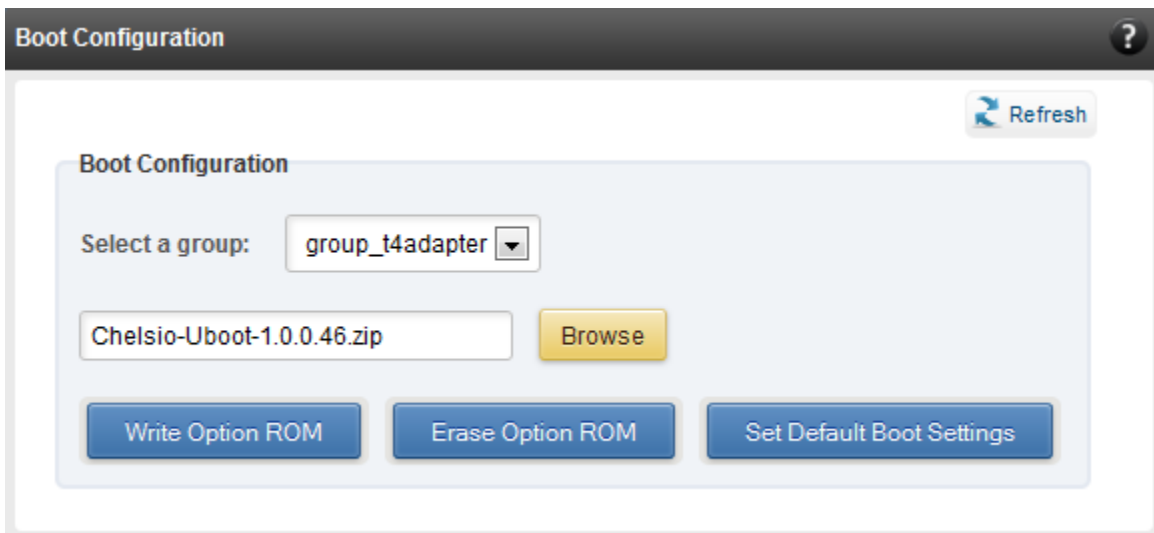 Boot Configuration ?
Refresh
Boot Configuration
Select a group: group_t4adapter
Chelsio-Uboot-1.0.0.46.zip Browse
Write Option ROM Erase Option ROM Set Default Boot Settings